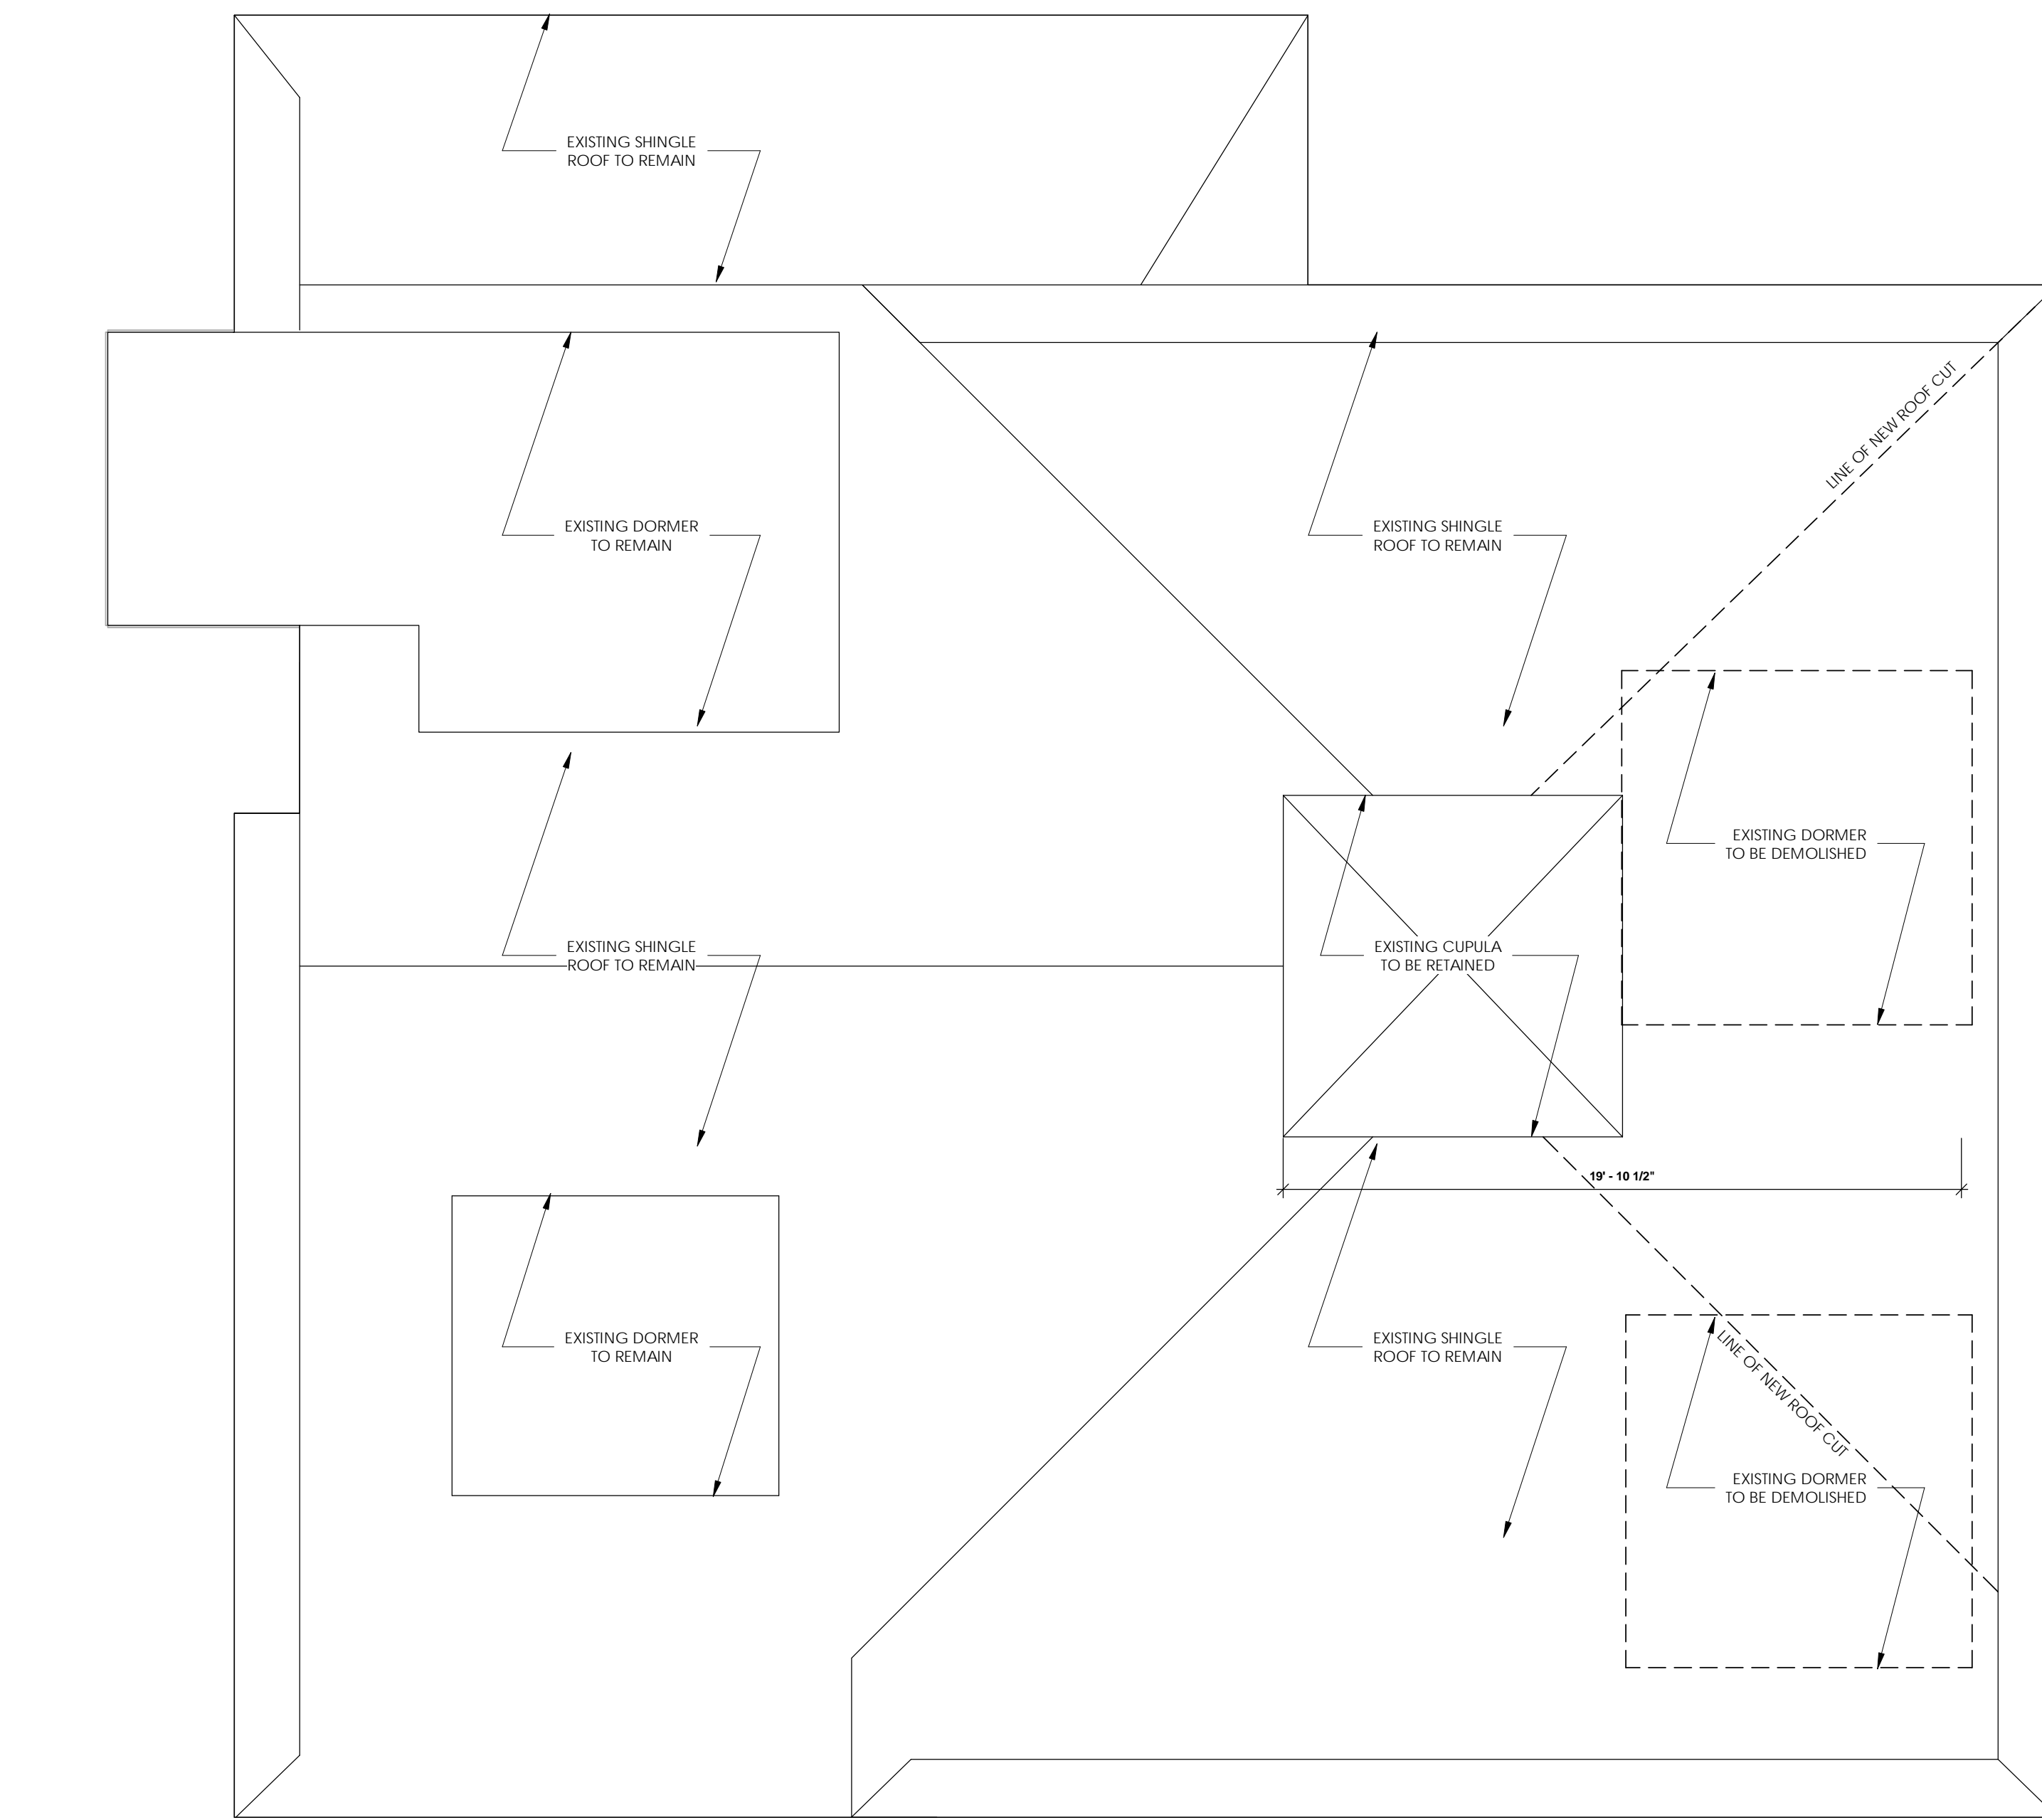 EXISTING SHINGLE
ROOF TO REMAIN
LINE OF NEW ROOF CUT
EXISTING DORMER
TO REMAIN
EXISTING SHINGLE
ROOF TO REMAIN
EXISTING DORMER
TO BE DEMOLISHED
EXISTING SHINGLE
ROOF TO REMAIN
EXISTING CUPULA
TO BE RETAINED
19' - 10 1/2"
EXISTING DORMER
TO REMAIN
EXISTING SHINGLE
ROOF TO REMAIN
LINE OF NEW ROOF CUT
EXISTING DORMER
TO BE DEMOLISHED